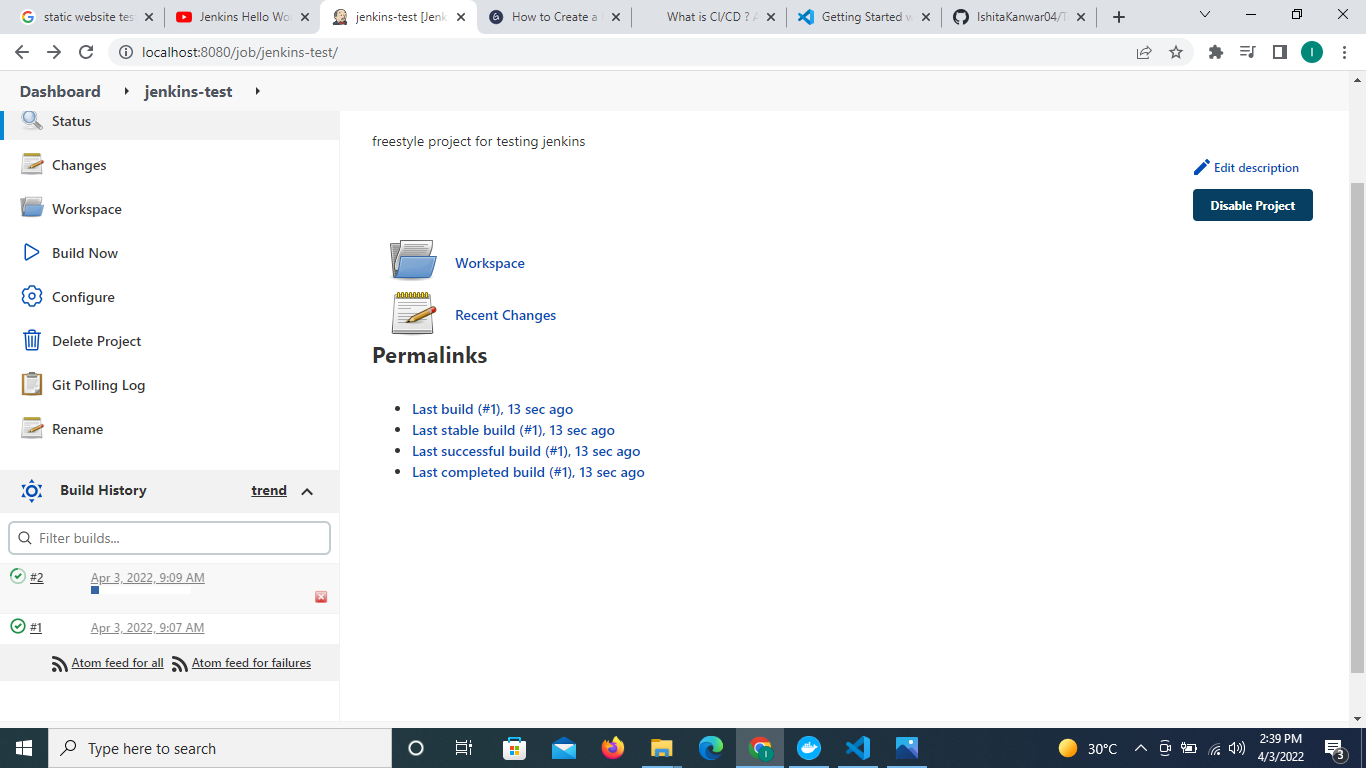 static website tes
Jenkins Hello Wo
jenkins-test [Jenk
How to Create a
What is CI/CD ?
Getting Started
IshitaKanwar04/T
localhost:8080/job/jenkins-test/
I
Dashboard
jenkins-test
Status
Changes
Workspace
Build Now
Configure
Delete Project
Git Polling Log
Rename
Build History
trend
Filter builds...
#2 Apr 3, 2022, 9:09 AM
#1 Apr 3, 2022, 9:07 AM
Atom feed for all Atom feed for failures
freestyle project for testing jenkins
Edit description
Disable Project
Workspace
Recent Changes
Permalinks
Last build (#1), 13 sec ago
Last stable build (#1), 13 sec ago
Last successful build (#1), 13 sec ago
Last completed build (#1), 13 sec ago
Type here to search
30°C
2:39 PM
4/3/2022
3